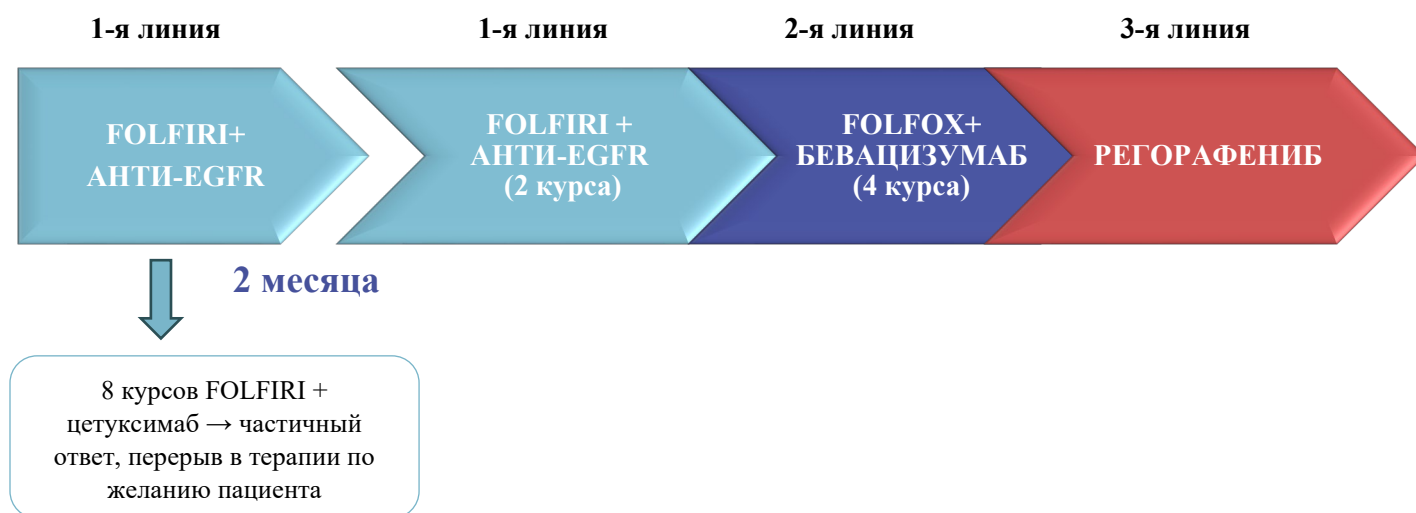 1-я линия
1-я линия
2-я линия
3-я линия
FOLFIRI+
АНТИ-EGFR
FOLFIRI +
АНТИ-EGFR
(2 курса)
FOLFOX+
БЕВАЦИЗУМАБ
(4 курса)
РЕГОРАФЕНИБ
2 месяца
8 курсов FOLFIRI +
цетуксимаб → частичный
ответ, перерыв в терапии по
желанию пациента